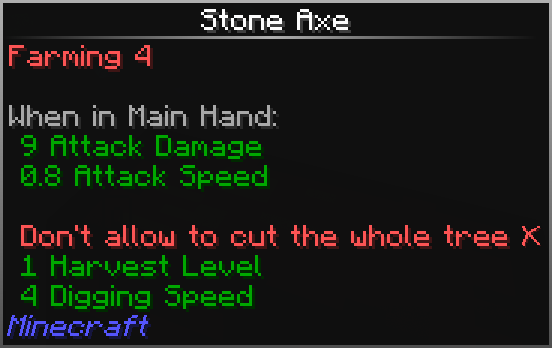 Stone Axe
Farming 4
When in Main Hand:
9 Attack Damage
0.8 Attack Speed
Don't allow to cut the whole tree X
1 Harvest Level
4 Digging Speed
Minecraft